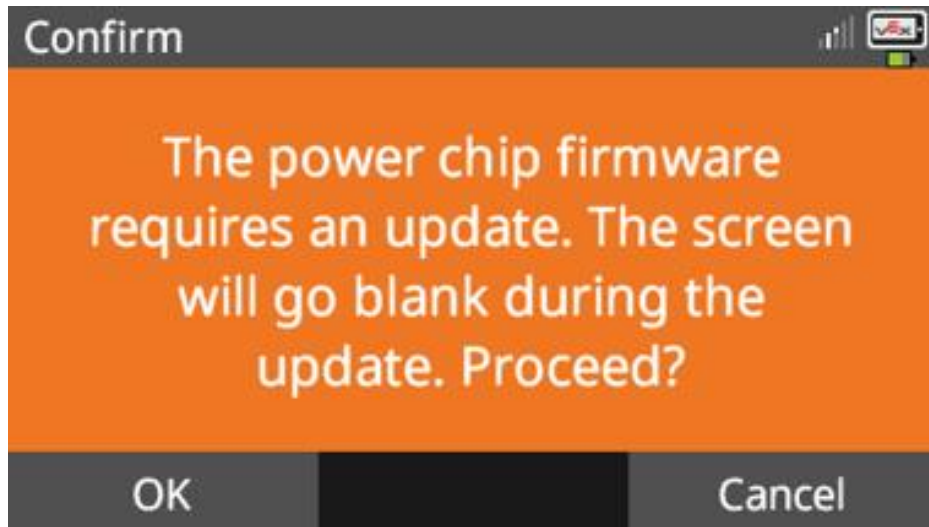 Confirm
VEX
The power chip firmware
requires an update. The screen
will go blank during the
update. Proceed?
OK
Cancel